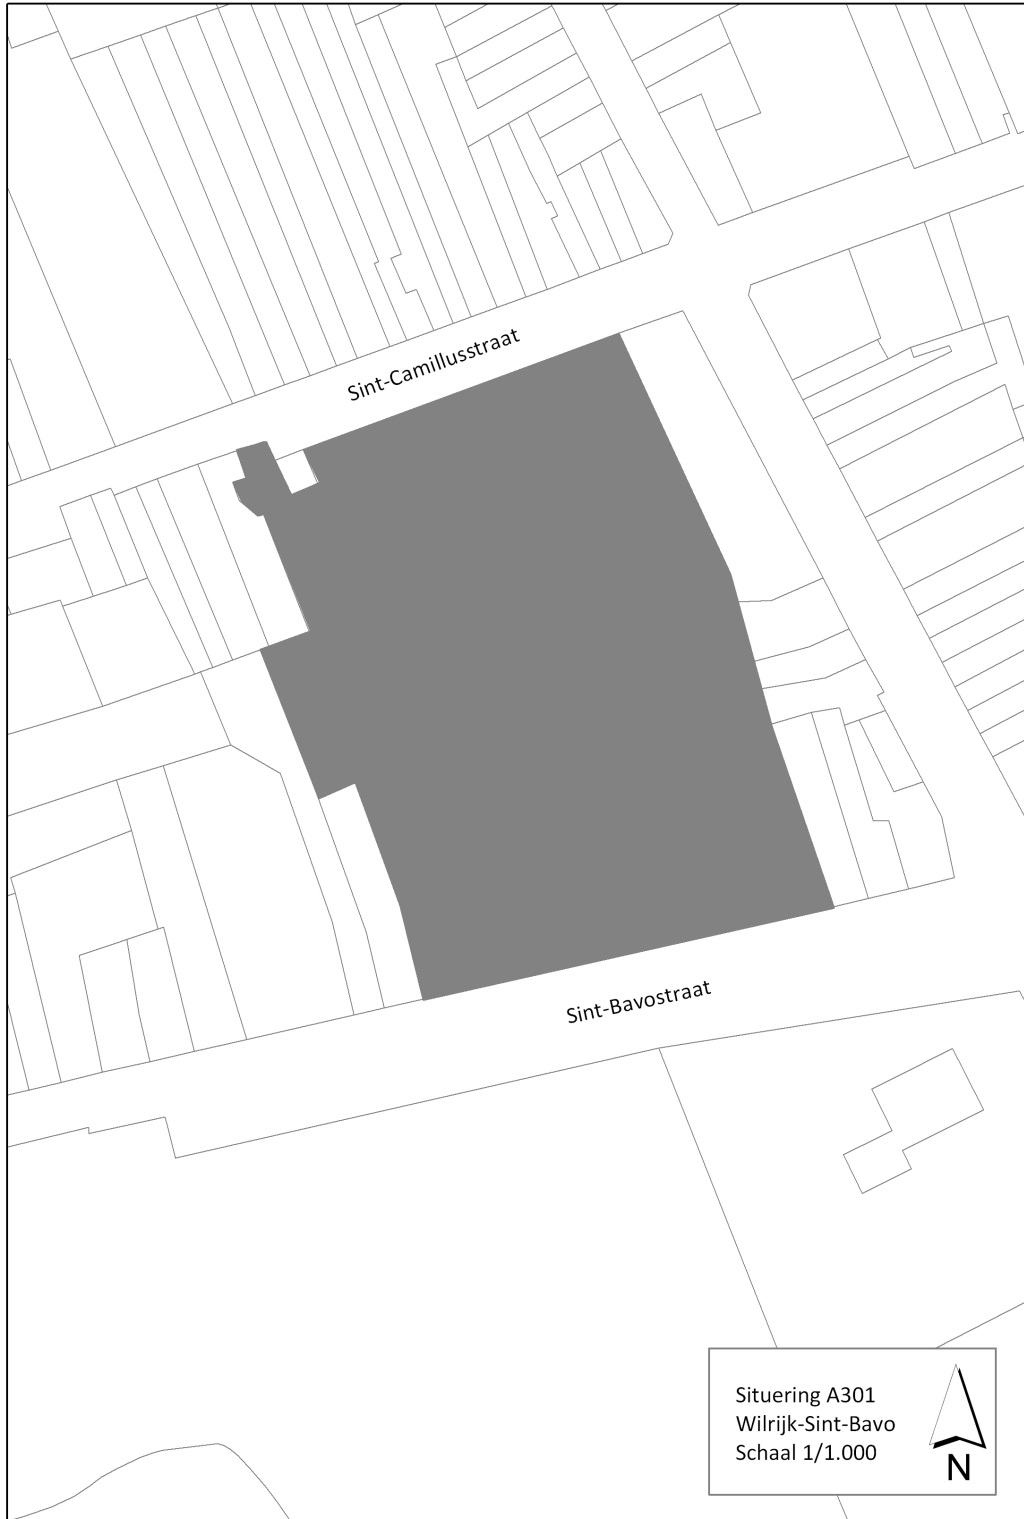 Sint-Camillusstraat
Sint-Bavostraat
Situering A301
Wilrijk-Sint-Bavo
Schaal 1/1.000
N